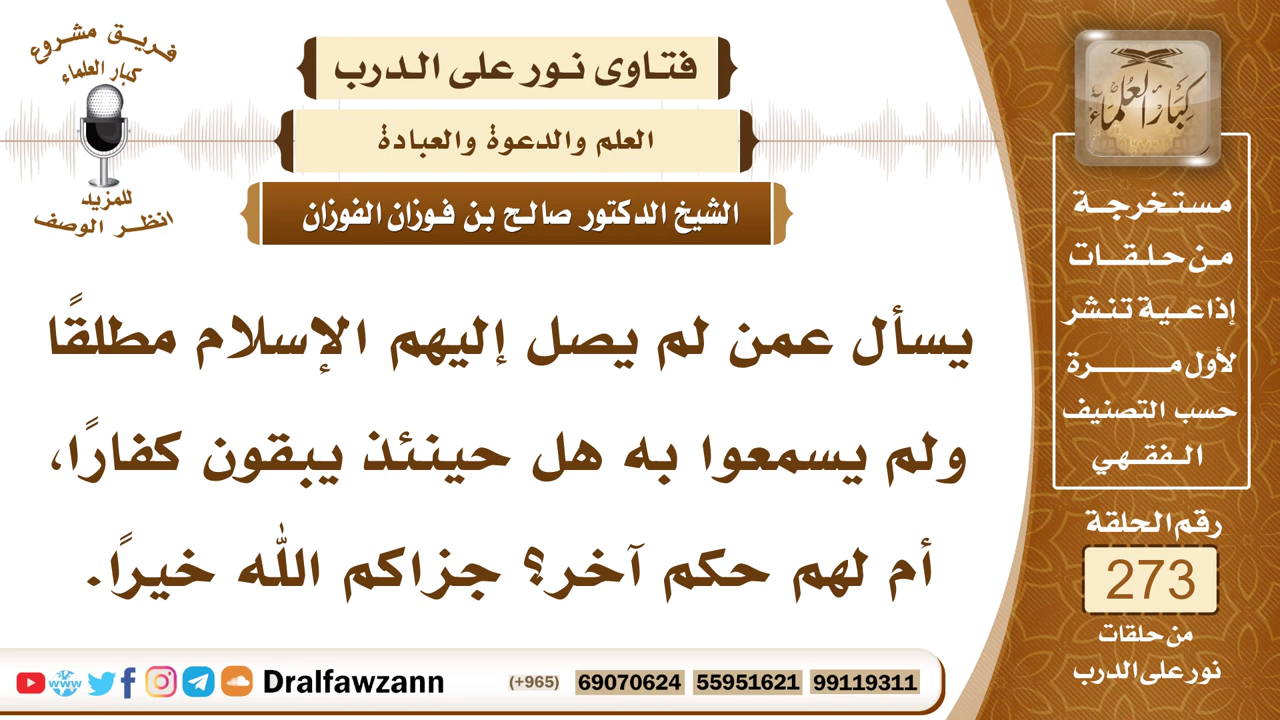 فريق مشروع
كبار العلماء
للمزيد
انظر الوصف
فتاوى نور على الدرب
العلم والدعوة والعبادة
الشيخ الدكتور صالح بن فوزان الفوزان
يسأل عمن لم يصل إليهم الإسلام مطلقًا
ولم يسمعوا به هل حينئذ يبقون كفارًا،
أم لهم حكم آخر؟ جزاكم الله خيرًا.
كبار العلماء
مستخرجة
من حلقات
إذاعية تنشر
لأول مرة
حسب التصنيف
الفقهي
رقم الحلقة
273
من حلقات
نور على الدرب
www
Dralfawzann (+965) 69070624 55951621 99119311